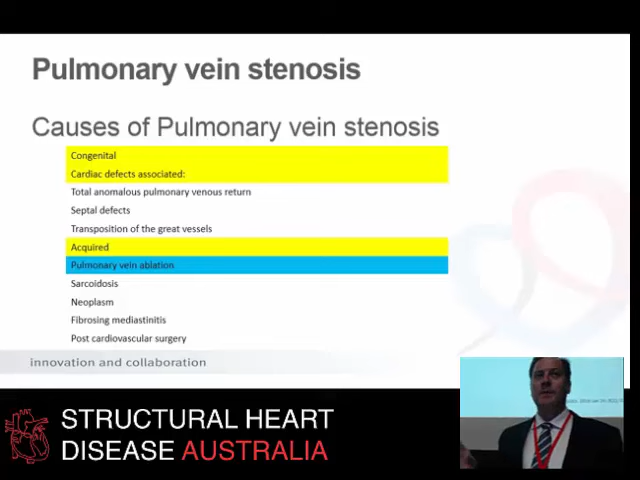 Pulmonary vein stenosis
Causes of Pulmonary vein stenosis
Congenital
Cardiac defects associated:
Total anomalous pulmonary venous return
Septal defects
Transposition of the great vessels
Acquired
Pulmonary vein ablation
Sarcoidosis
Neoplasm
Fibrosing mediastinitis
Post cardiovascular surgery
innovation and collaboration
STRUCTURAL HEART
DISEASE AUSTRALIA